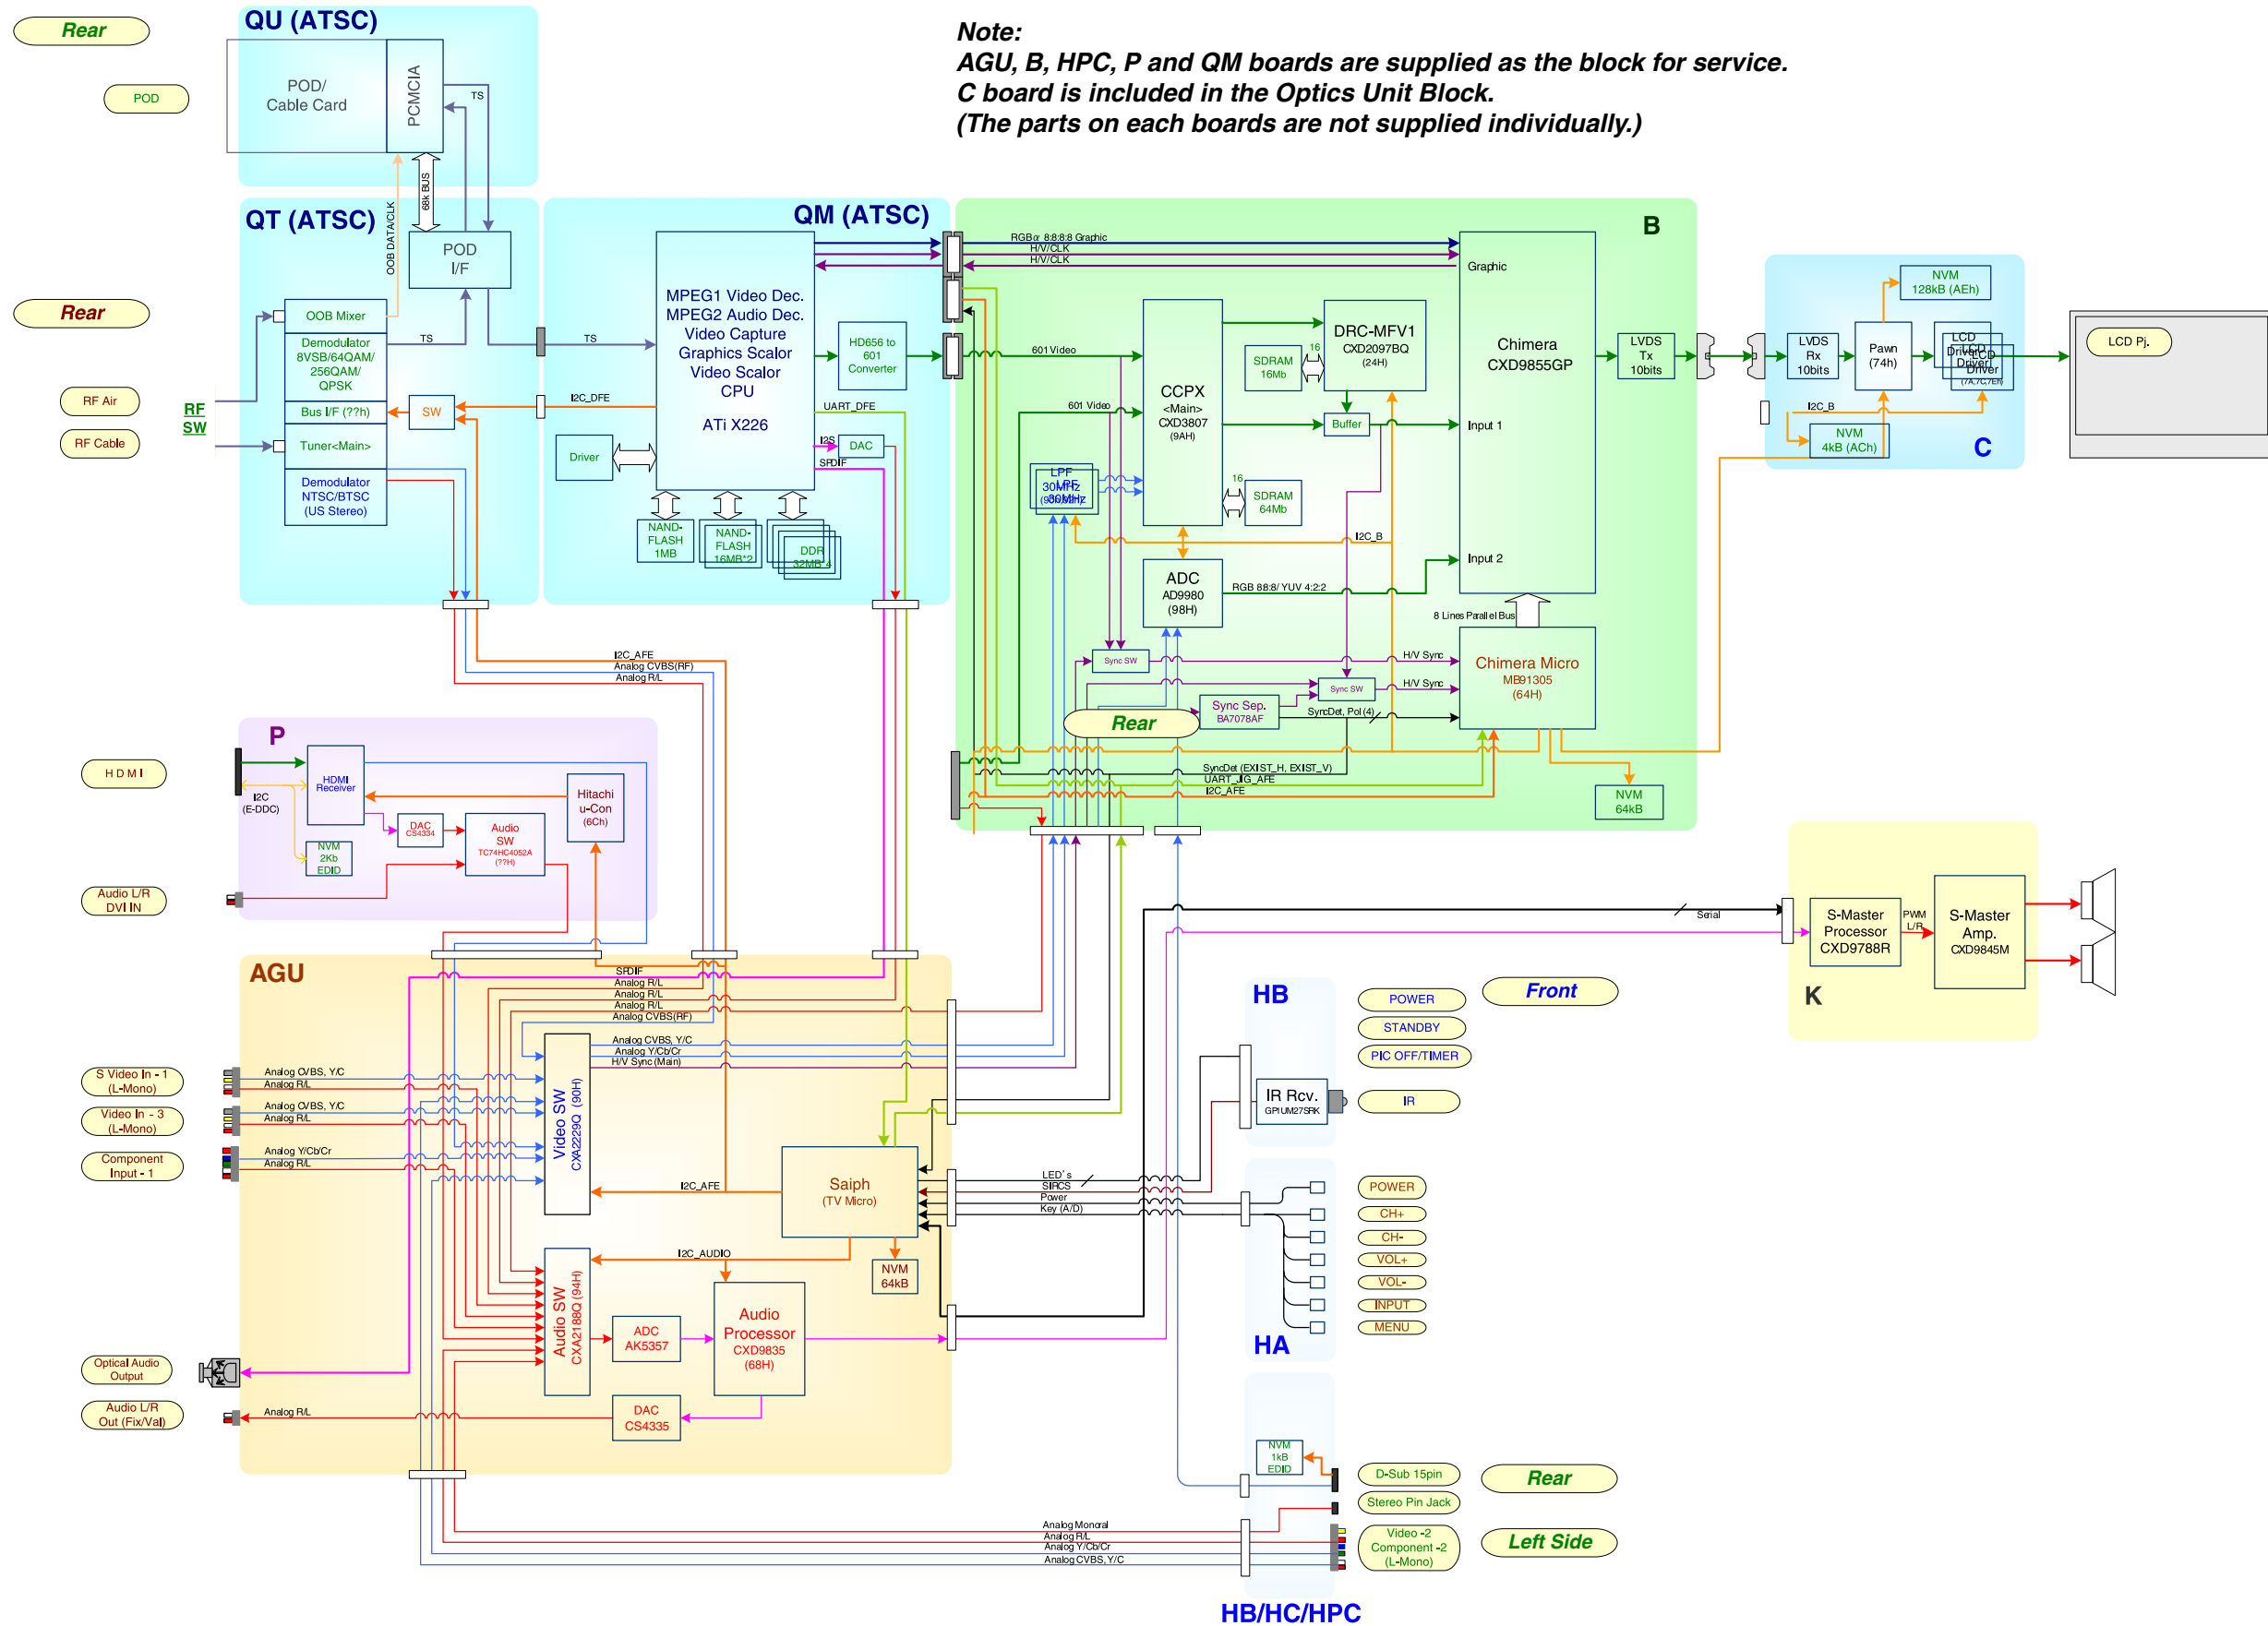 Note:
AGU, B, HPC, P and QM boards are supplied as the block for service.
C board is included in the Optics Unit Block.
(The parts on each boards are not supplied individually.)
Rear
QU (ATSC)
POD
POD/
Cable Card
PCMCIA
TS
OOB DATA/CLK
68k BUS
QT (ATSC)
POD
I/F
Rear
OOB Mixer
Demodulator
8VSB/64QAM/
256QAM/
QPSK
TS
Bus I/F (??h)
SW
Tuner<Main>
Demodulator
NTSC/BTSC
(US Stereo)
RF Air
RF
SW
RF Cable
QM (ATSC)
TS
I2C_DFE
MPEG1 Video Dec.
MPEG2 Audio Dec.
Video Capture
Graphics Scalor
Video Scalor
CPU
ATi X226
HD656 to
601
Converter
UART_DFE
I2S
DAC
SPDIF
Driver
NAND-
FLASH
1MB
NAND-
FLASH
16MB*2
DDR
32MB*4
B
RGBα 8:8:8:8 Graphic
H/V/CLK
H/V/CLK
601 Video
601 Video
CCPX
<Main>
CXD3807
(9AH)
DRC-MFV1
CXD2097BQ
(24H)
SDRAM
16Mb
16
Buffer
LPF
30MHz
LPF
30MHz
16
SDRAM
64Mb
I2C_B
ADC
AD9980
(98H)
RGB 8:8:8/ YUV 4:2:2
Graphic
Chimera
CXD9855GP
Input 1
Input 2
8 Lines Parallel Bus
Chimera Micro
MB91305
(64H)
Sync SW
H/V Sync
Sync SW
H/V Sync
Sync Sep.
BA7078AF
SyncDet, Pol (4)
Rear
SyncDet (EXIST_H, EXIST_V)
UART_JIG_AFE
I2C_AFE
NVM
64kB
LVDS
Tx
10bits
LVDS
Rx
10bits
Pawn
(74h)
NVM
128kB (AEh)
LCD
Driver
LCD
Driver
(7A,7C,7Eh)
I2C_B
NVM
4kB (ACh)
C
LCD Pj.
I2C_AFE
Analog CVBS(RF)
Analog R/L
P
HDMI
I2C
(E-DDC)
HDMI
Receiver
Hitachi
u-Con
(6Ch)
DAC
CS4334
Audio
SW
TC74HC4052A
(??H)
NVM
2Kb
EDID
Audio L/R
DVI IN
AGU
SPDIF
Analog R/L
Analog R/L
Analog R/L
Analog CVBS(RF)
Analog CVBS, Y/C
Analog Y/Cb/Cr
H/V Sync (Main)
S Video In - 1
(L-Mono)
Analog CVBS, Y/C
Analog R/L
Video In - 3
(L-Mono)
Analog CVBS, Y/C
Analog R/L
Component
Input - 1
Analog Y/Cb/Cr
Analog R/L
Video SW
CXA2229Q (90H)
I2C_AFE
Saiph
(TV Micro)
I2C_AUDIO
NVM
64kB
Audio SW
CXA2188Q (94H)
ADC
AK5357
Audio
Processor
CXD9835
(68H)
DAC
CS4335
Optical Audio
Output
Audio L/R
Out (Fix/Val)
Analog R/L
LED's
SIRCS
Power
Key (A/D)
Serial
S-Master
Processor
CXD9788R
PWM
L/R
S-Master
Amp.
CXD9845M
K
HB
IR Rcv.
GP1UM27SRK
POWER
STANDBY
PIC OFF/TIMER
IR
Front
HA
POWER
CH+
CH-
VOL+
VOL-
INPUT
MENU
NVM
1kB
EDID
D-Sub 15pin
Stereo Pin Jack
Video -2
Component -2
(L-Mono)
Rear
Left Side
Analog Monoral
Analog R/L
Analog Y/Cb/Cr
Analog CVBS, Y/C
HB/HC/HPC